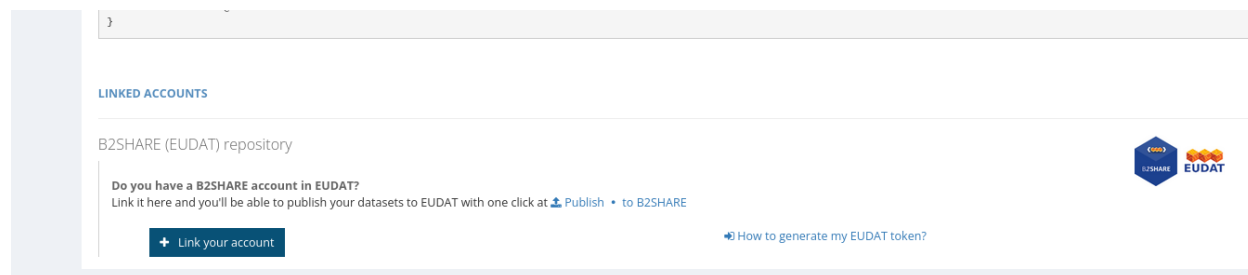 }
LINKED ACCOUNTS
B2SHARE (EUDAT) repository
B2SHARE
EUDAT
Do you have a B2SHARE account in EUDAT?
Link it here and you'll be able to publish your datasets to EUDAT with one click at Publish • to B2SHARE
+ Link your account
How to generate my EUDAT token?